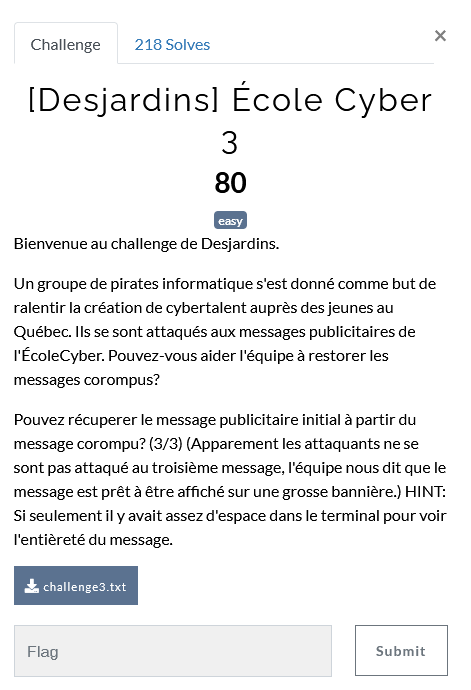 Challenge
218 Solves
×
[Desjardins] École Cyber
3
80
easy
Bienvenue au challenge de Desjardins.
Un groupe de pirates informatique s'est donné comme but de
ralentir la création de cybertalent auprès des jeunes au
Québec. Ils se sont attaqués aux messages publicitaires de
l'ÉcoleCyber. Pouvez-vous aider l'équipe à restorer les
messages corompus?
Pouvez récuperer le message publicitaire initial à partir du
message corompu? (3/3) (Apparement les attaquants ne se
sont pas attaqué au troisième message, l'équipe nous dit que le
message est prêt à être affiché sur une grosse bannière.) HINT:
Si seulement il y avait assez d'espace dans le terminal pour voir
l'entièreté du message.
challenge3.txt
Flag
Submit